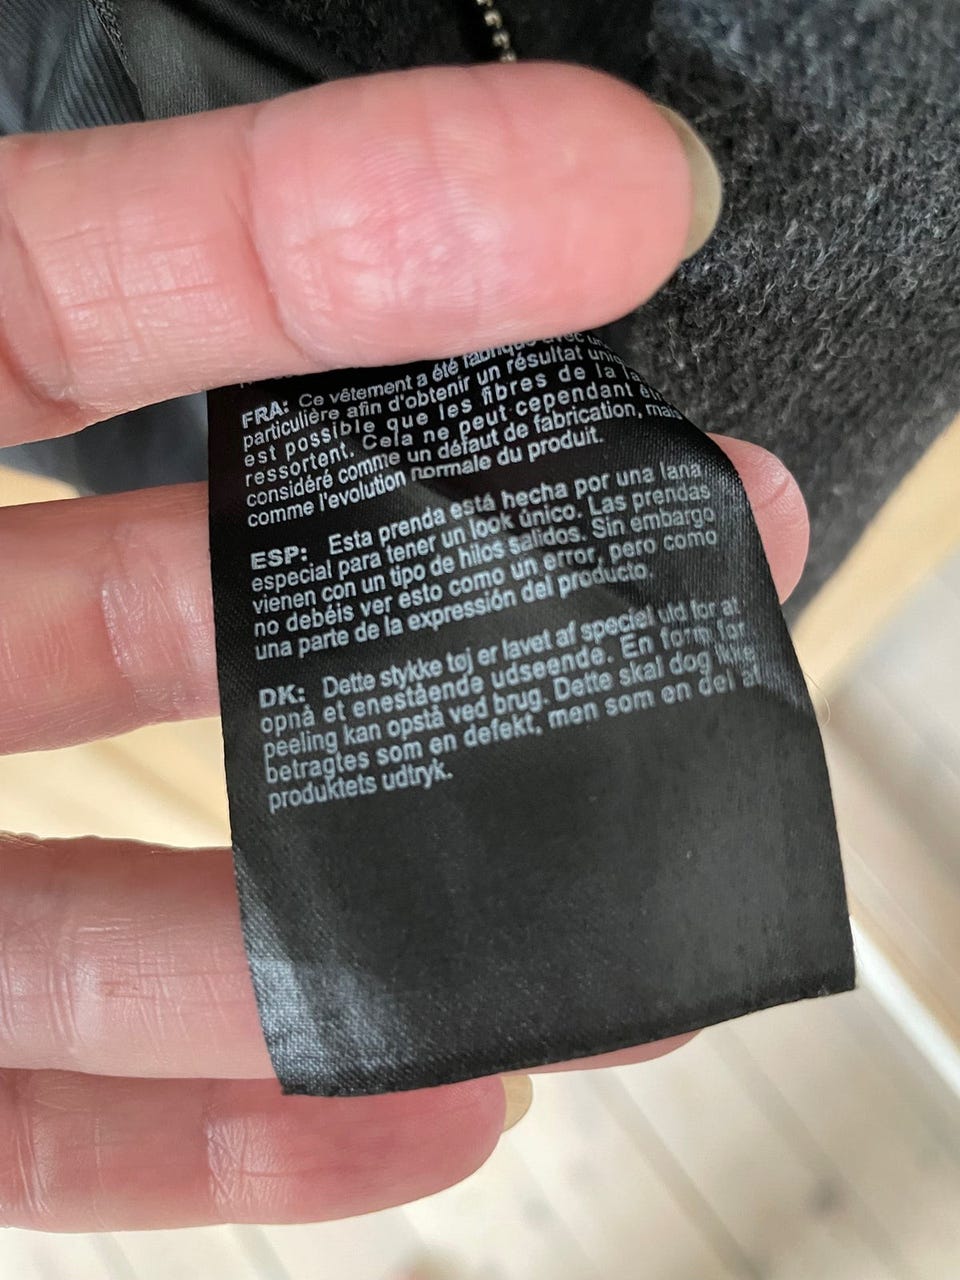 FRA: Ce vêtement a été fabriqué avec
particulière afin d'obtenir un résultat
est possible que les fibres de la
ressortent. Cela ne peut cependant
considéré comme un défaut de fabrication, mais
comme l'evolution normale du produit.
ESP: Esta prenda está hecha por una lana
especial para tener un look único. Las prendas
vienen con un tipo de hilos salidos. Sin embargo
no debéis ver esto como un error, pero como
una parte de la expresión del producto.
DK: Dette stykke tøj er lavet af speciel uld for at
opnå et enestående udseende. En form for
peeling kan opstå ved brug. Dette skal dog ikke
betragtes som en defekt, men som en del af
produktets udtryk.